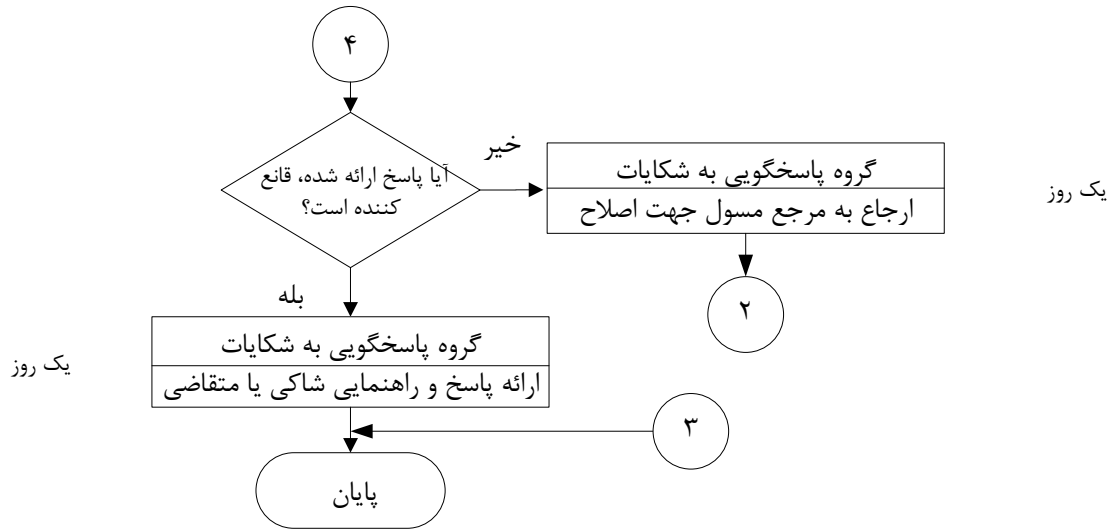 ۴
آیا پاسخ ارائه شده، قانع
کننده است؟
خیر
گروه پاسخگویی به شکایات
ارجاع به مرجع مسول جهت اصلاح
یک روز
۲
بله
گروه پاسخگویی به شکایات
ارائه پاسخ و راهنمایی شاکی یا متقاضی
یک روز
۳
پایان